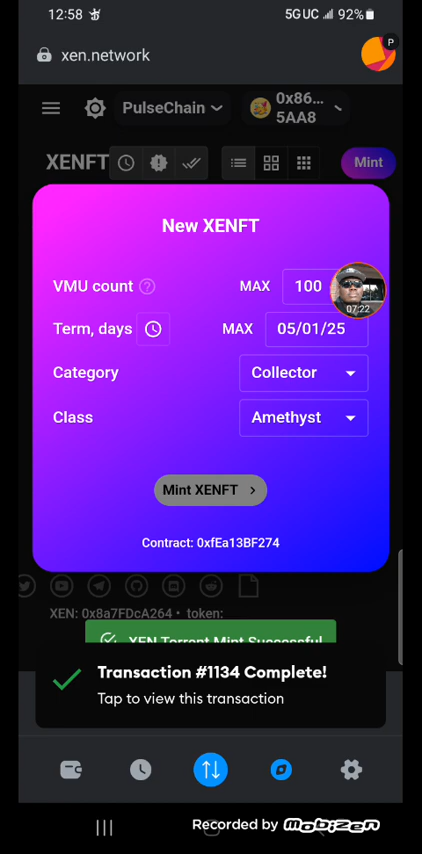 12:58 5GUC 92%
xen.network
P
PulseChain 0x86...
5AA8
XENFT Mint
New XENFT
VMU count ? MAX 100
07:22
Term, days MAX 05/01/25
Category Collector
Class Amethyst
Mint XENFT >
Contract: 0xfEa13BF274
XEN: 0x8a7FDcA264 • token:
XEN Torrent Mint Successful
Transaction #1134 Complete!
Tap to view this transaction
Recorded by MOBIZEN